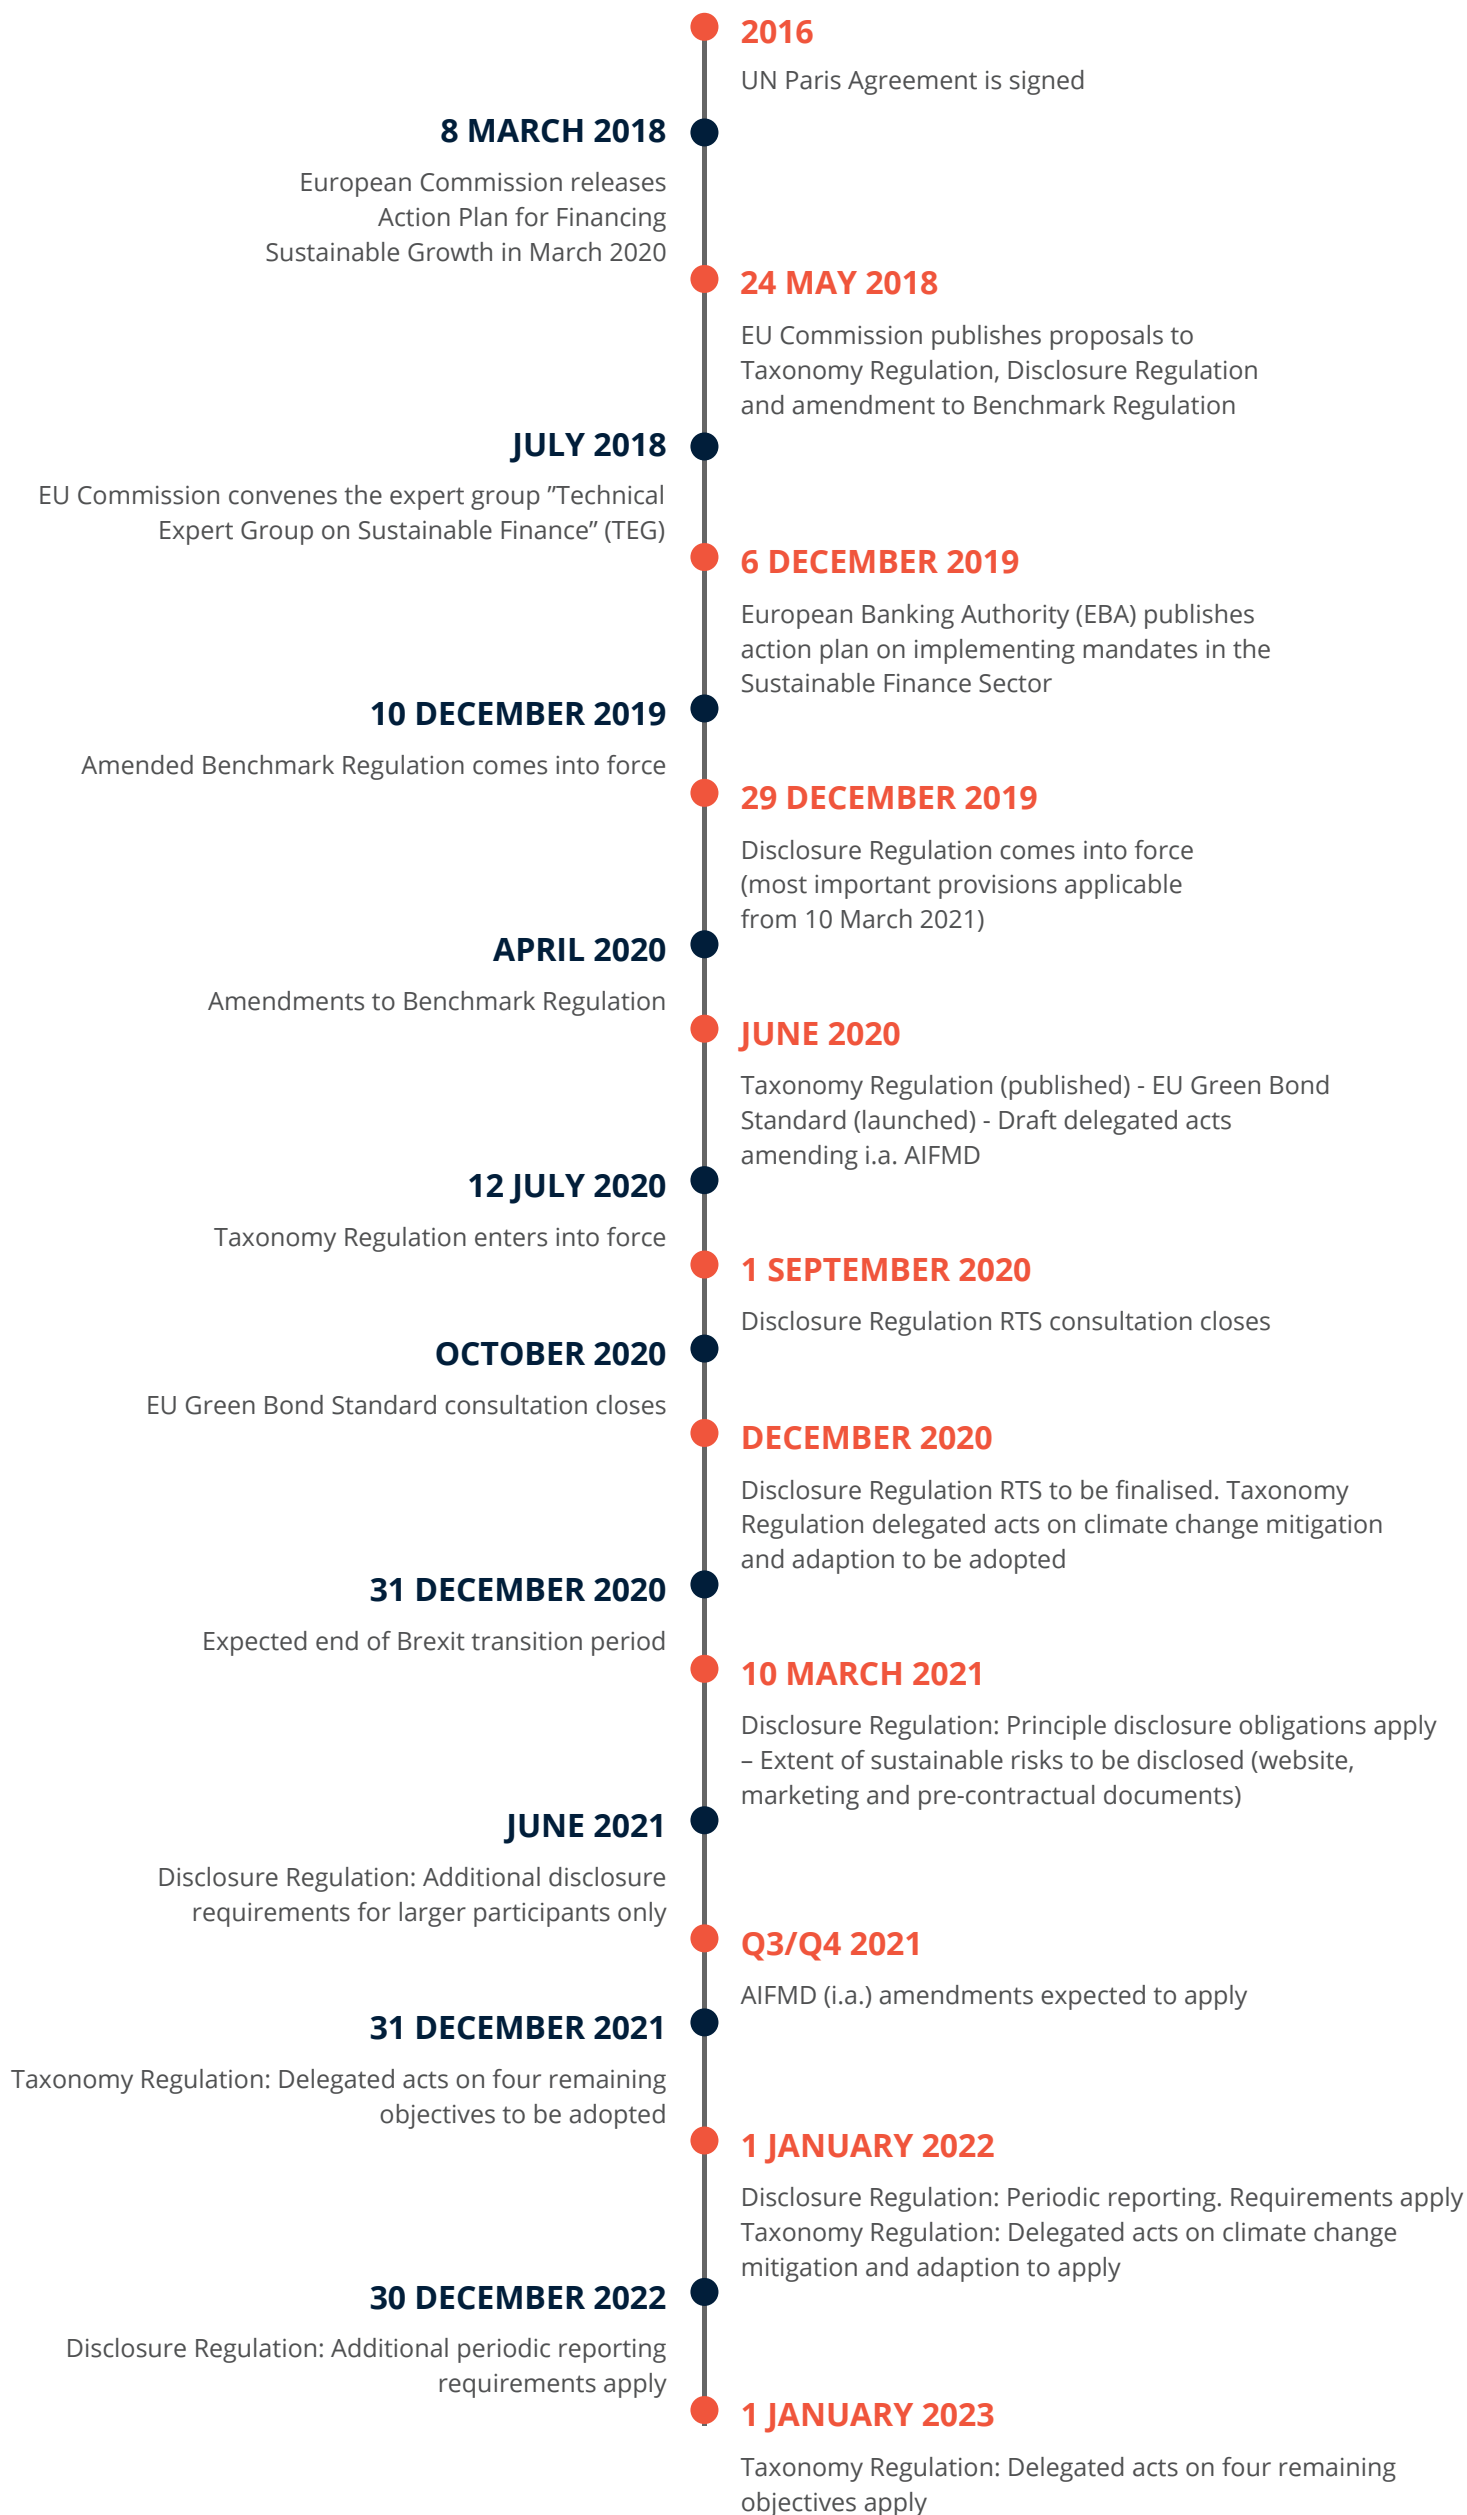 2016
UN Paris Agreement is signed
8 MARCH 2018
European Commission releases
Action Plan for Financing
Sustainable Growth in March 2020
24 MAY 2018
EU Commission publishes proposals to
Taxonomy Regulation, Disclosure Regulation
and amendment to Benchmark Regulation
JULY 2018
EU Commission convenes the expert group ”Technical
Expert Group on Sustainable Finance” (TEG)
6 DECEMBER 2019
European Banking Authority (EBA) publishes
action plan on implementing mandates in the
Sustainable Finance Sector
10 DECEMBER 2019
Amended Benchmark Regulation comes into force
29 DECEMBER 2019
Disclosure Regulation comes into force
(most important provisions applicable
from 10 March 2021)
APRIL 2020
Amendments to Benchmark Regulation
JUNE 2020
Taxonomy Regulation (published) - EU Green Bond
Standard (launched) - Draft delegated acts
amending i.a. AIFMD
12 JULY 2020
Taxonomy Regulation enters into force
1 SEPTEMBER 2020
Disclosure Regulation RTS consultation closes
OCTOBER 2020
EU Green Bond Standard consultation closes
DECEMBER 2020
Disclosure Regulation RTS to be finalised. Taxonomy
Regulation delegated acts on climate change mitigation
and adaption to be adopted
31 DECEMBER 2020
Expected end of Brexit transition period
10 MARCH 2021
Disclosure Regulation: Principle disclosure obligations apply
– Extent of sustainable risks to be disclosed (website,
marketing and pre-contractual documents)
JUNE 2021
Disclosure Regulation: Additional disclosure
requirements for larger participants only
Q3/Q4 2021
AIFMD (i.a.) amendments expected to apply
31 DECEMBER 2021
Taxonomy Regulation: Delegated acts on four remaining
objectives to be adopted
1 JANUARY 2022
Disclosure Regulation: Periodic reporting. Requirements apply
Taxonomy Regulation: Delegated acts on climate change
mitigation and adaption to apply
30 DECEMBER 2022
Disclosure Regulation: Additional periodic reporting
requirements apply
1 JANUARY 2023
Taxonomy Regulation: Delegated acts on four remaining
objectives apply